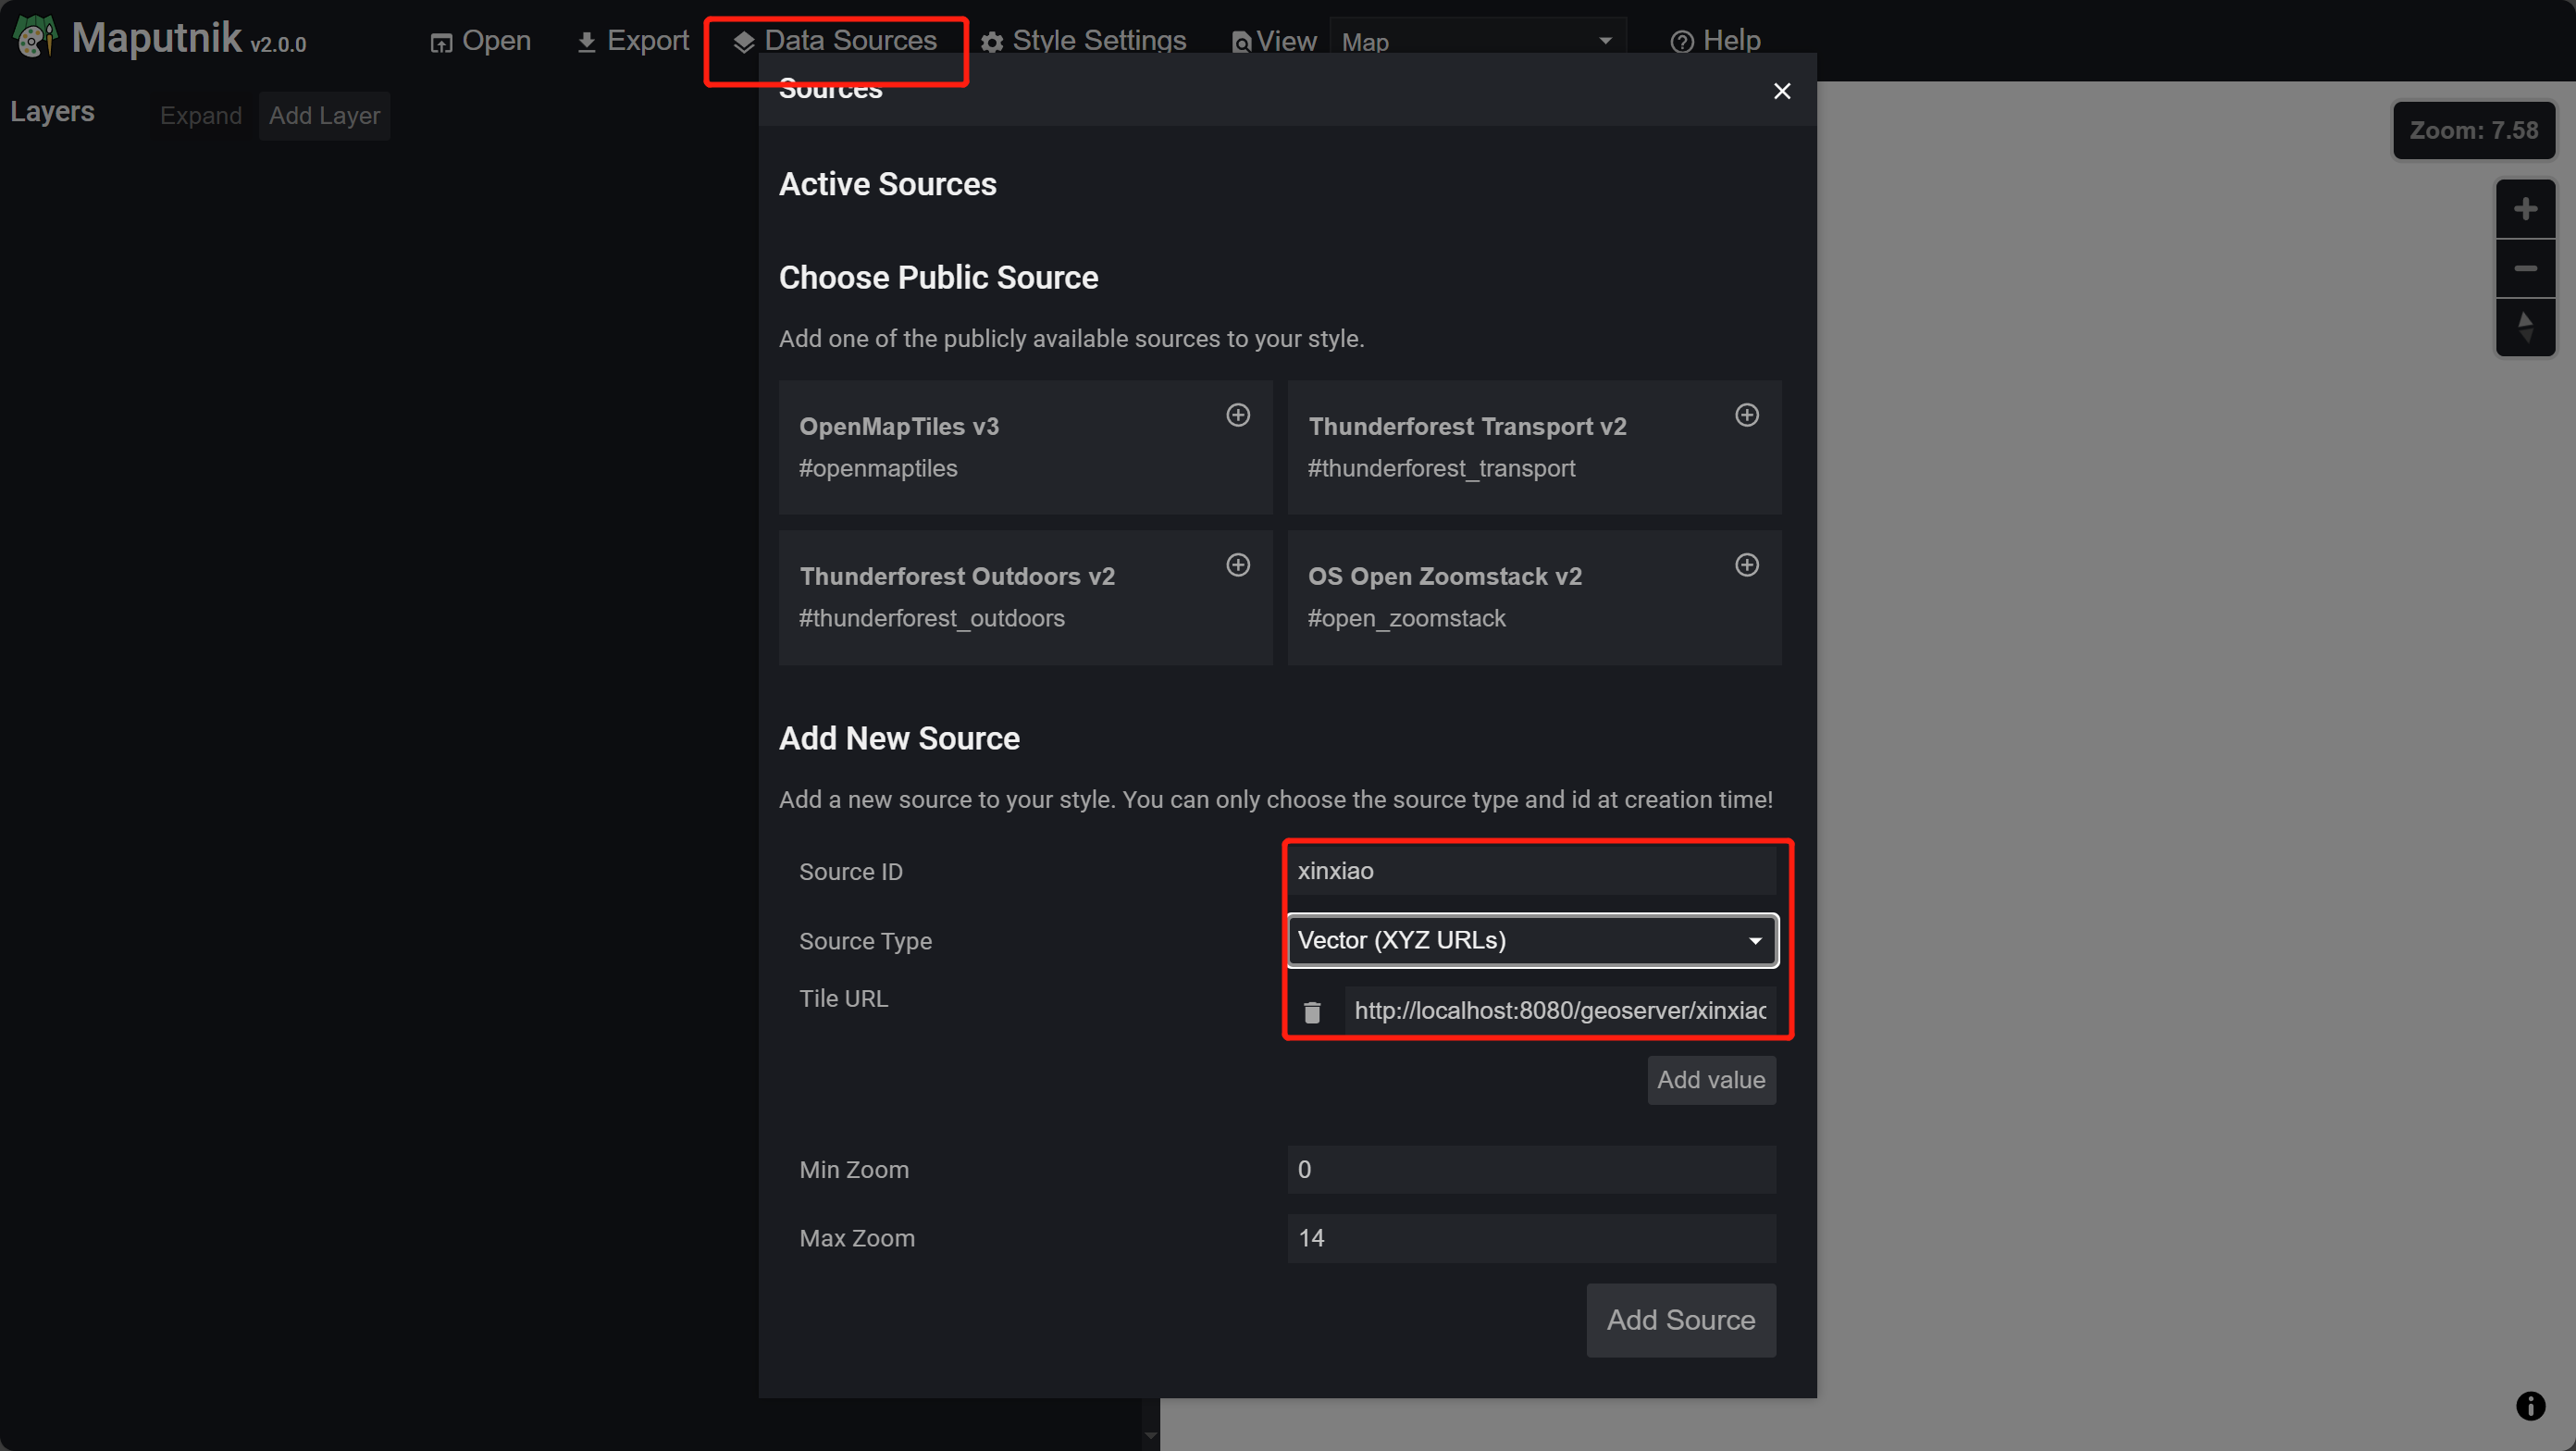 Maputnik v2.0.0
Open
Export
Data Sources
Style Settings
View
Map
Help
Layers
Expand
Add Layer
Sources
Zoom: 7.58
Active Sources
Choose Public Source
Add one of the publicly available sources to your style.
OpenMapTiles v3
#openmaptiles
Thunderforest Transport v2
#thunderforest_transport
Thunderforest Outdoors v2
#thunderforest_outdoors
OS Open Zoomstack v2
#open_zoomstack
Add New Source
Add a new source to your style. You can only choose the source type and id at creation time!
Source ID
xinxiao
Source Type
Vector (XYZ URLs)
Tile URL
http://localhost:8080/geoserver/xinxiao
Add value
Min Zoom
0
Max Zoom
14
Add Source